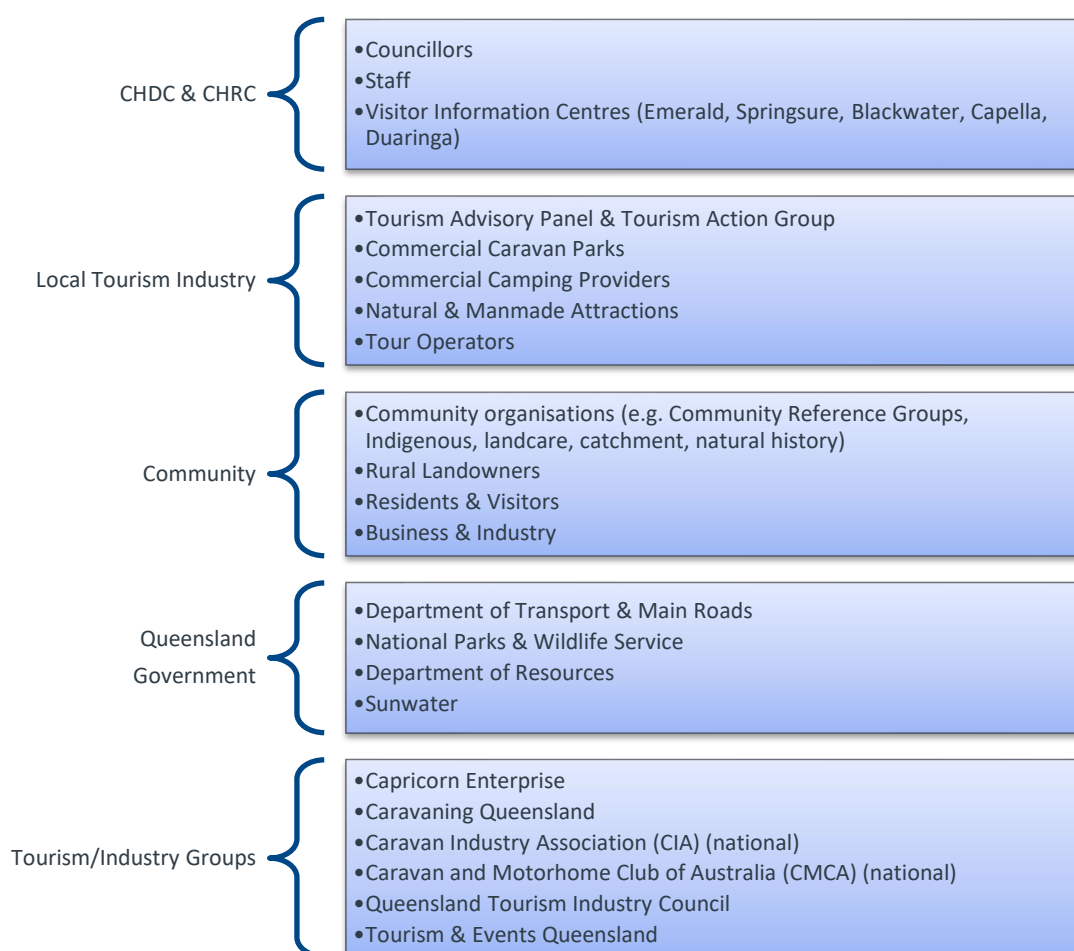 CHDC & CHRC
•Councillors
•Staff
•Visitor Information Centres (Emerald, Springsure, Blackwater, Capella,
Duaringa)
Local Tourism Industry
•Tourism Advisory Panel & Tourism Action Group
•Commercial Caravan Parks
•Commercial Camping Providers
•Natural & Manmade Attractions
•Tour Operators
Community
•Community organisations (e.g. Community Reference Groups,
Indigenous, landcare, catchment, natural history)
•Rural Landowners
•Residents & Visitors
•Business & Industry
Queensland
Government
•Department of Transport & Main Roads
•National Parks & Wildlife Service
•Department of Resources
•Sunwater
Tourism/Industry Groups
•Capricorn Enterprise
•Caravaning Queensland
•Caravan Industry Association (CIA) (national)
•Caravan and Motorhome Club of Australia (CMCA) (national)
•Queensland Tourism Industry Council
•Tourism & Events Queensland